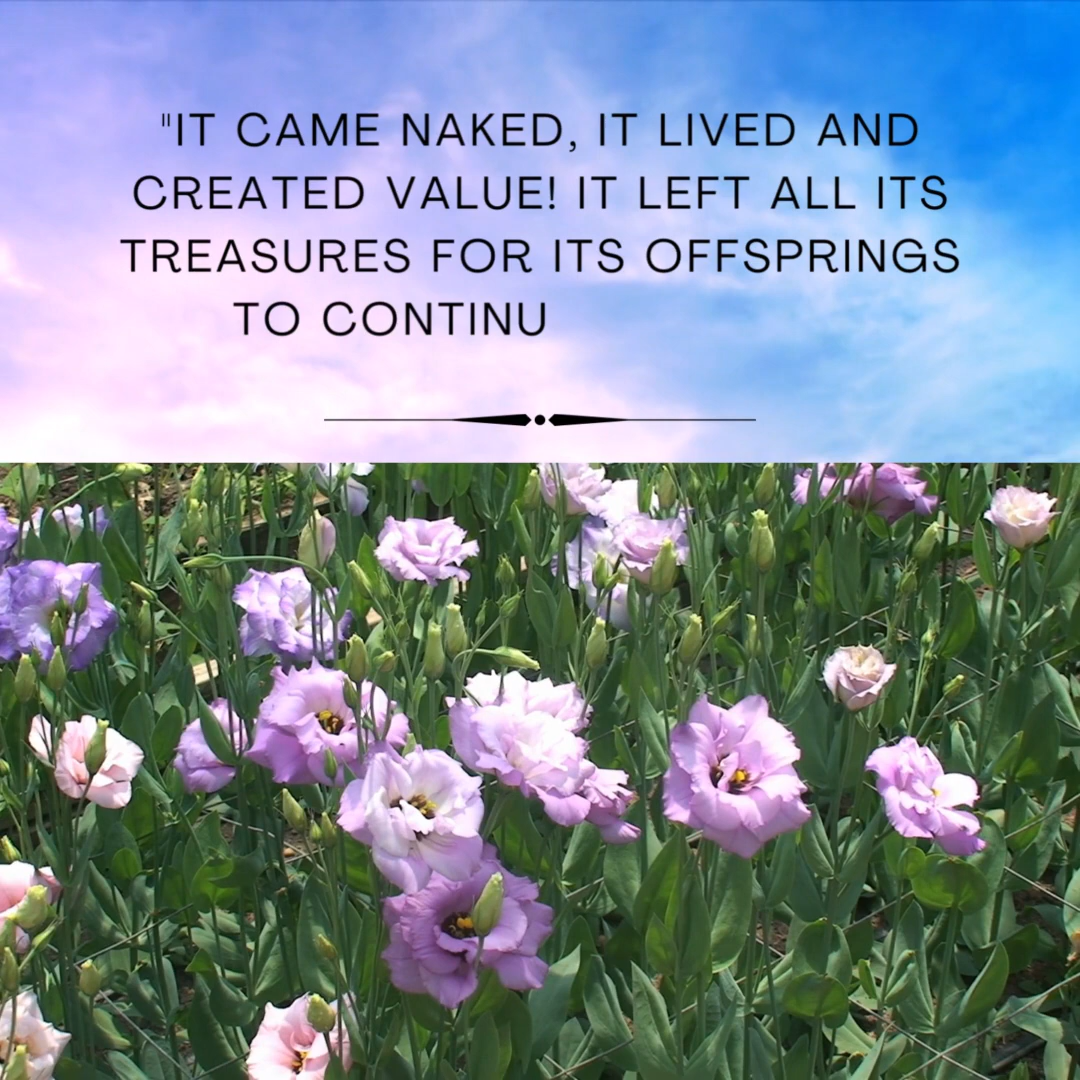 "IT CAME NAKED, IT LIVED AND
CREATED VALUE! IT LEFT ALL ITS
TREASURES FOR ITS OFFSPRINGS
TO CONTINU